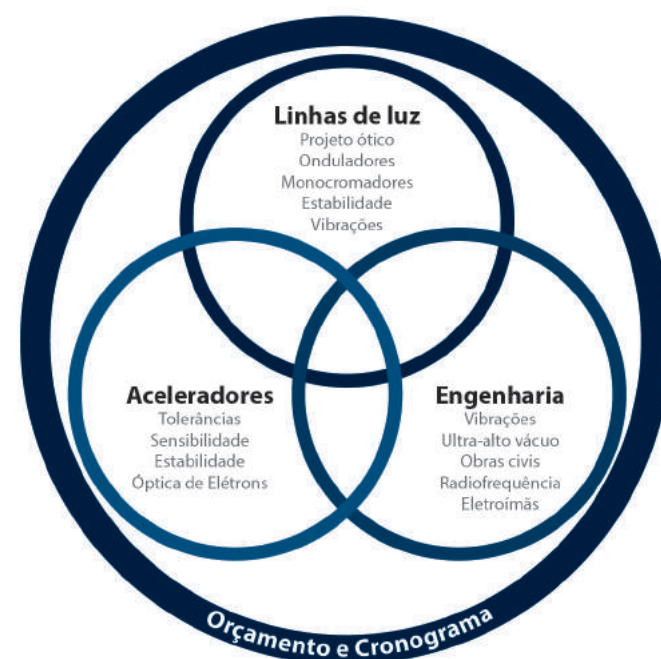 Linhas de luz
Projeto ótico
Onduladores
Monocromadores
Estabilidade
Vibrações
Aceleradores
Tolerâncias
Sensibilidade
Estabilidade
Óptica de Elétrons
Engenharia
Vibrações
Ultra-alto vácuo
Obras civis
Radiofrequência
Eletroímãs
Orçamento e Cronograma